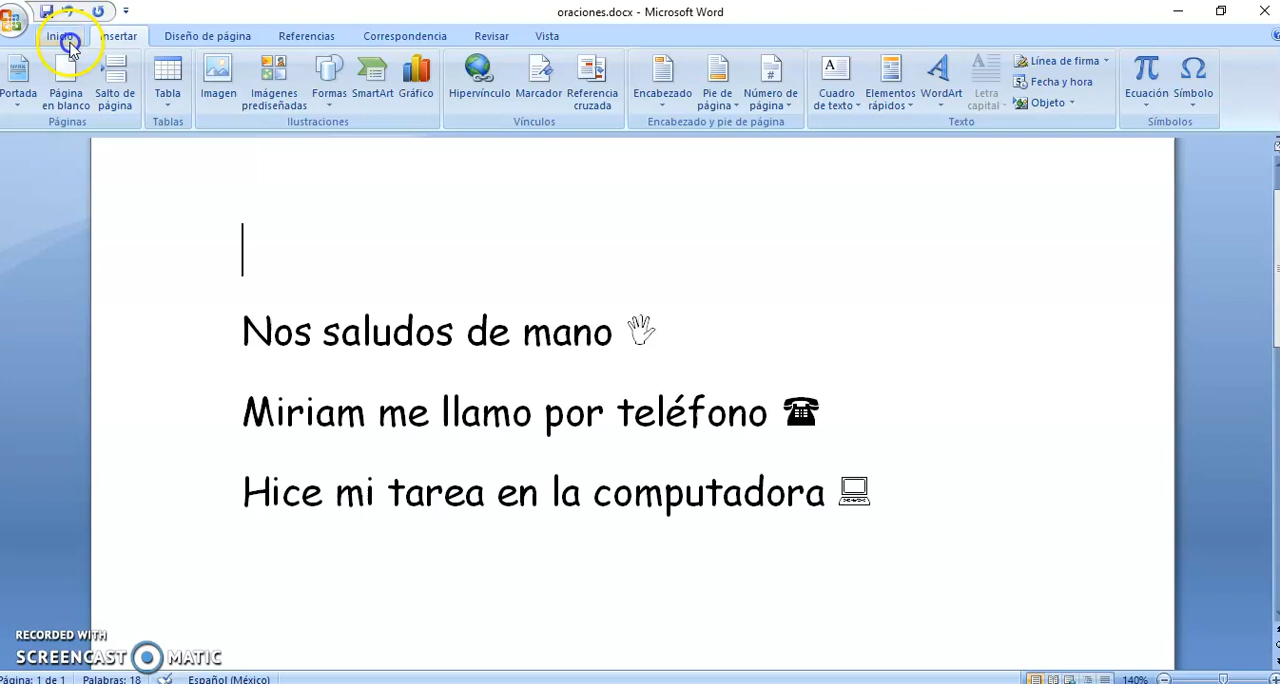 oraciones.docx - Microsoft Word
Inicio Insertar Diseño de página Referencias Correspondencia Revisar Vista
Portada Página en blanco Salto de página Tabla Imagen Imágenes prediseñadas Formas SmartArt Gráfico Hipervínculo Marcador Referencia cruzada Encabezado Pie de página Número de página Cuadro de texto Elementos rápidos WordArt Letra capital Línea de firma Fecha y hora Objeto Ecuación Símbolo
Páginas Tablas Ilustraciones Vínculos Encabezado y pie de página Texto Símbolos
Nos saludos de mano
Miriam me llamo por teléfono
Hice mi tarea en la computadora
RECORDED WITH
SCREENCAST MATIC
Página: 1 de 1 Palabras: 18 Español (México) 140%